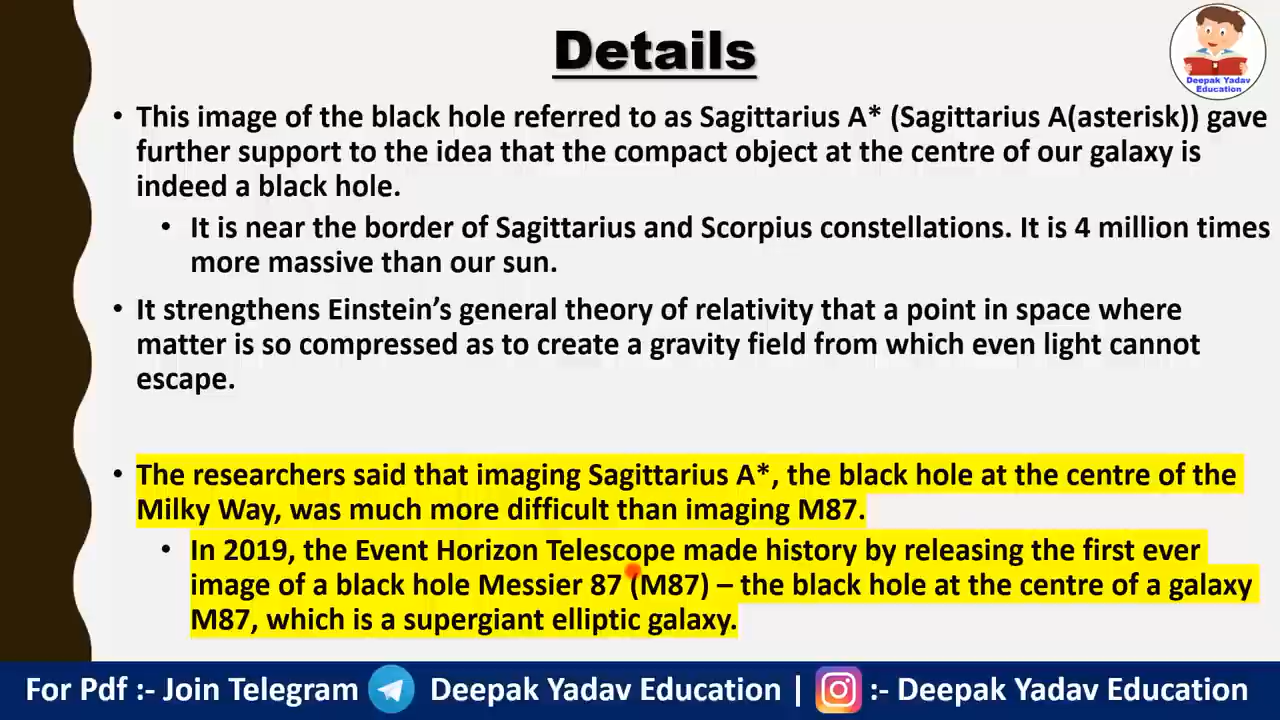 Details
Deepak Yadav
Education
• This image of the black hole referred to as Sagittarius A* (Sagittarius A(asterisk)) gave
further support to the idea that the compact object at the centre of our galaxy is
indeed a black hole.
• It is near the border of Sagittarius and Scorpius constellations. It is 4 million times
more massive than our sun.
• It strengthens Einstein’s general theory of relativity that a point in space where
matter is so compressed as to create a gravity field from which even light cannot
escape.
• The researchers said that imaging Sagittarius A*, the black hole at the centre of the
Milky Way, was much more difficult than imaging M87.
• In 2019, the Event Horizon Telescope made history by releasing the first ever
image of a black hole Messier 87 (M87) – the black hole at the centre of a galaxy
M87, which is a supergiant elliptic galaxy.
For Pdf :- Join Telegram Deepak Yadav Education | :- Deepak Yadav Education